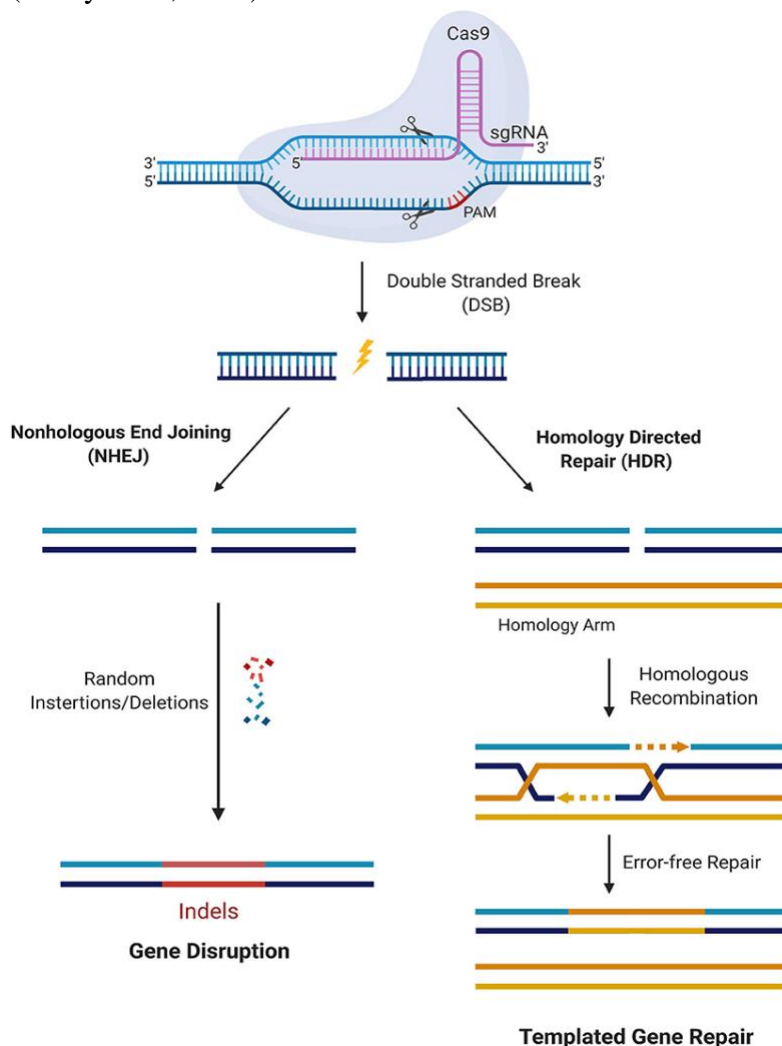 Cas9
sgRNA
3'
3'
5'
5'
5'
3'
PAM
Double Stranded Break
(DSB)
Nonhologous End Joining
(NHEJ)
Homology Directed
Repair (HDR)
Homology Arm
Random
Instertions/Deletions
Homologous
Recombination
Error-free Repair
Indels
Gene Disruption
Templated Gene Repair